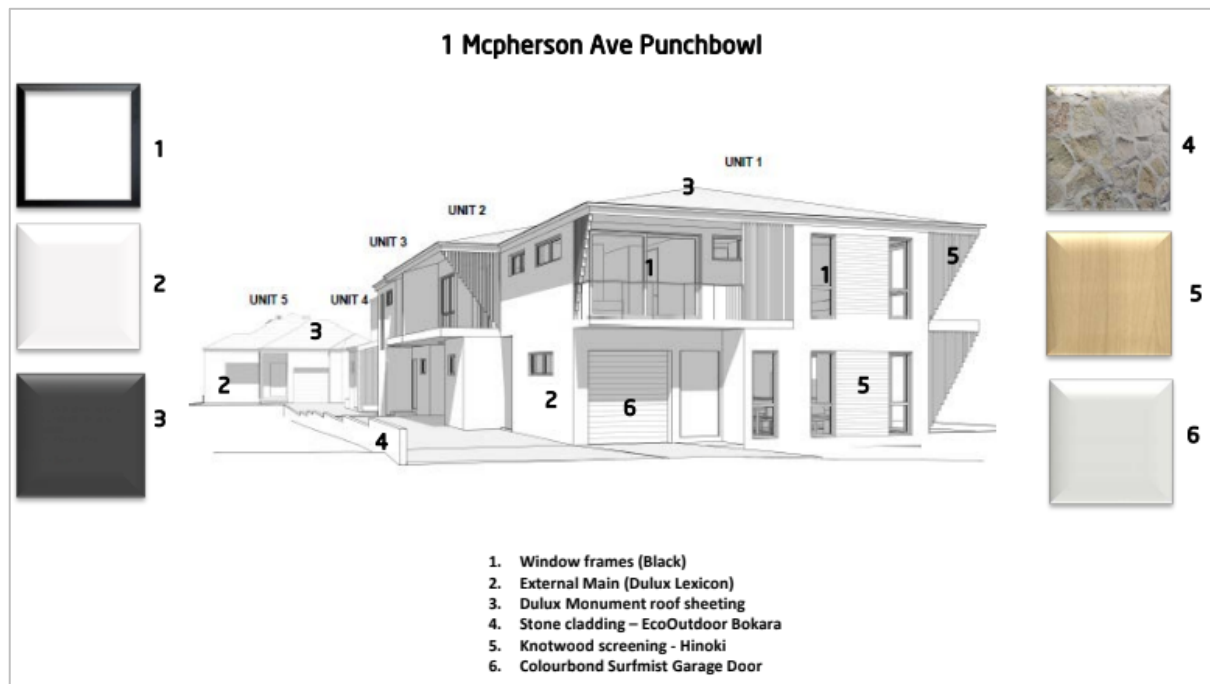 1 Mcpherson Ave Punchbowl
1
2
3
4
5
6
UNIT 1
UNIT 2
UNIT 3
UNIT 4
UNIT 5
3
3
1
1
5
5
2
2
6
4
1. Window frames (Black)
2. External Main (Dulux Lexicon)
3. Dulux Monument roof sheeting
4. Stone cladding – EcoOutdoor Bokara
5. Knotwood screening - Hinoki
6. Colourbond Surfmist Garage Door